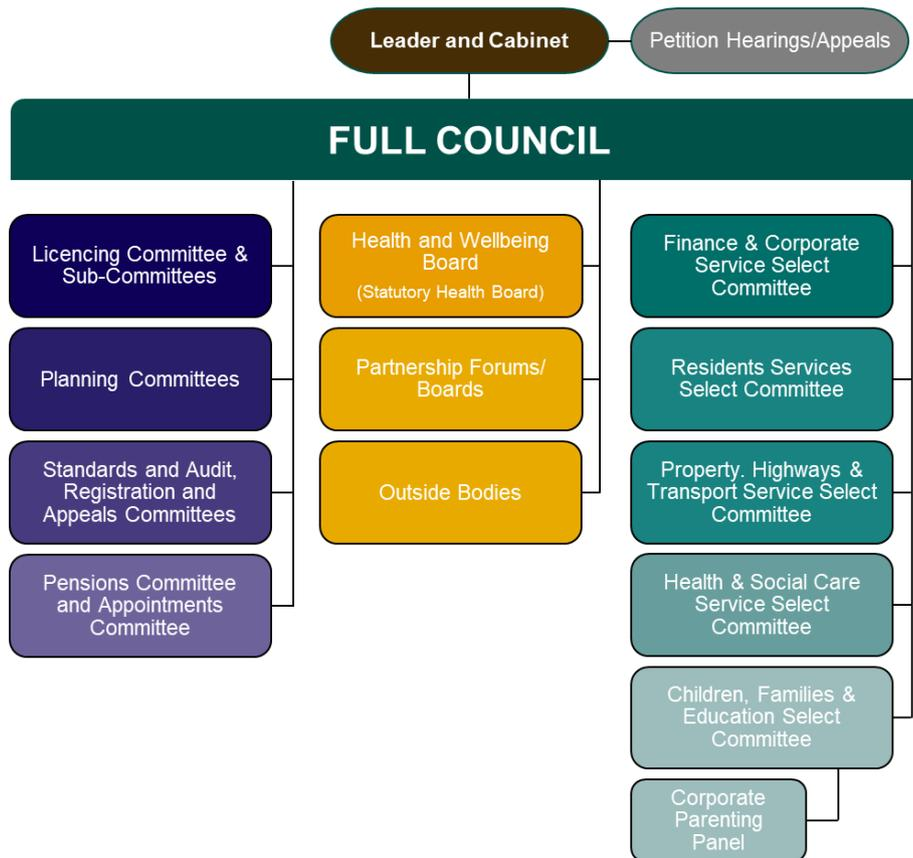 Leader and Cabinet
Petition Hearings/Appeals
FULL COUNCIL
Licencing Committee &
Sub-Committees
Planning Committees
Standards and Audit,
Registration and
Appeals Committees
Pensions Committee
and Appointments
Committee
Health and Wellbeing
Board
(Statutory Health Board)
Partnership Forums/
Boards
Outside Bodies
Finance & Corporate
Service Select
Committee
Residents Services
Select Committee
Property. Highways &
Transport Service Select
Committee
Health & Social Care
Service Select
Committee
Children, Families &
Education Select
Committee
Corporate
Parenting
Panel